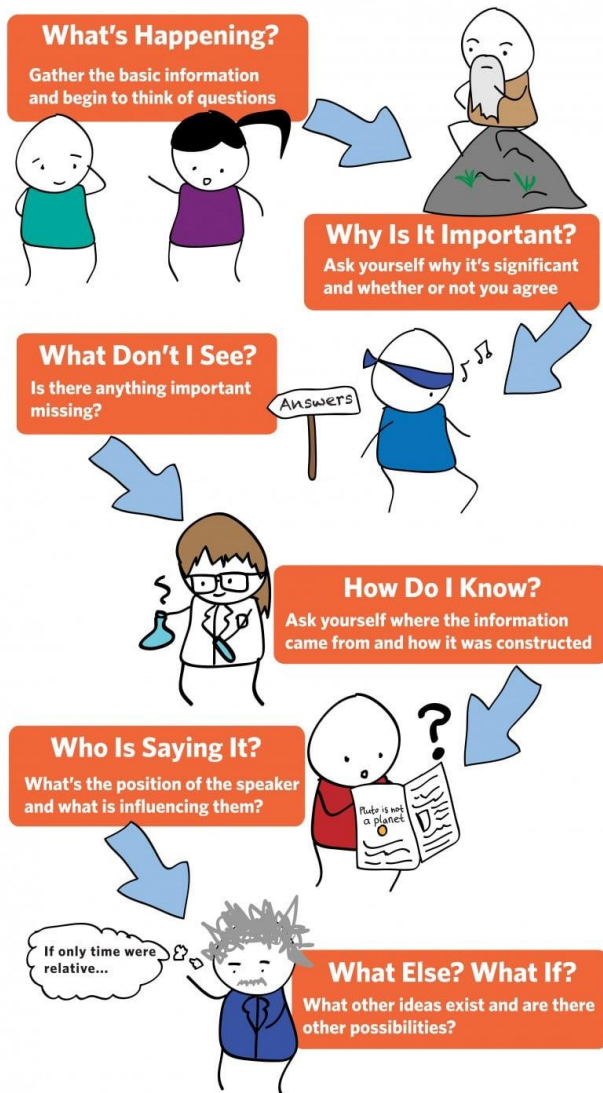 What's Happening?
Gather the basic information
and begin to think of questions
Why Is It Important?
Ask yourself why it's significant
and whether or not you agree
What Don't I See?
Is there anything important
missing?
Answers
How Do I Know?
Ask yourself where the information
came from and how it was constructed
Who Is Saying It?
What's the position of the speaker
and what is influencing them?
Pluto is not
a planet
?
If only time were
relative...
What Else? What If?
What other ideas exist and are there
other possibilities?